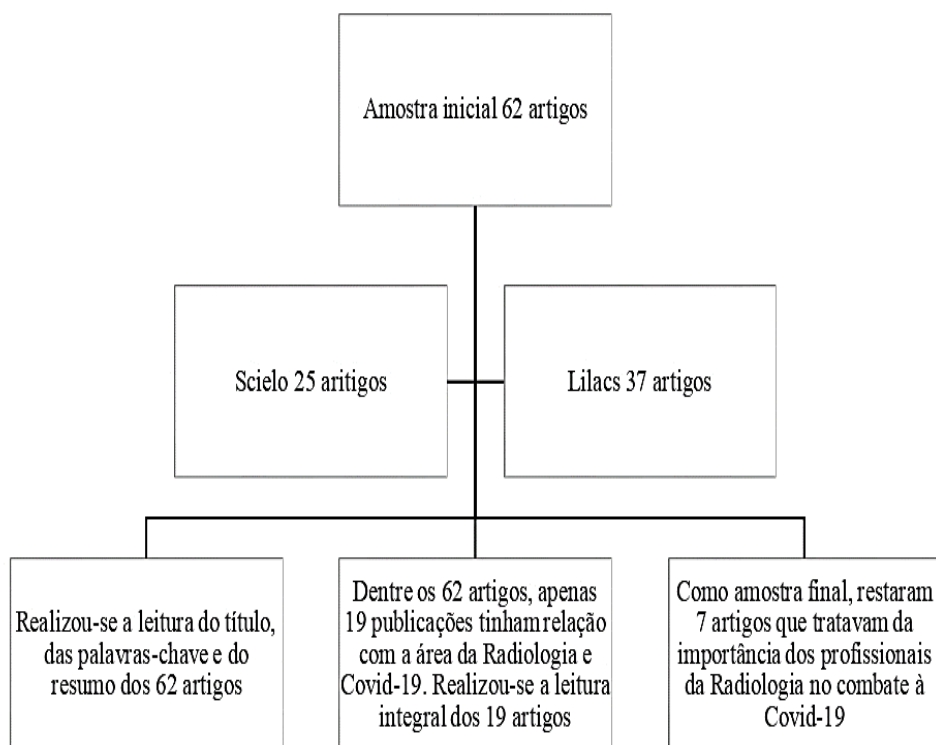 Amostra inicial 62 artigos
Scielo 25 aritigos
Lilacs 37 artigos
Realizou-se a leitura do título,
das palavras-chave e do
resumo dos 62 artigos
Dentre os 62 artigos, apenas
19 publicações tinham relação
com a área da Radiologia e
Covid-19. Realizou-se a leitura
integral dos 19 artigos
Como amostra final, restaram
7 artigos que tratavam da
importância dos profissionais
da Radiologia no combate à
Covid-19